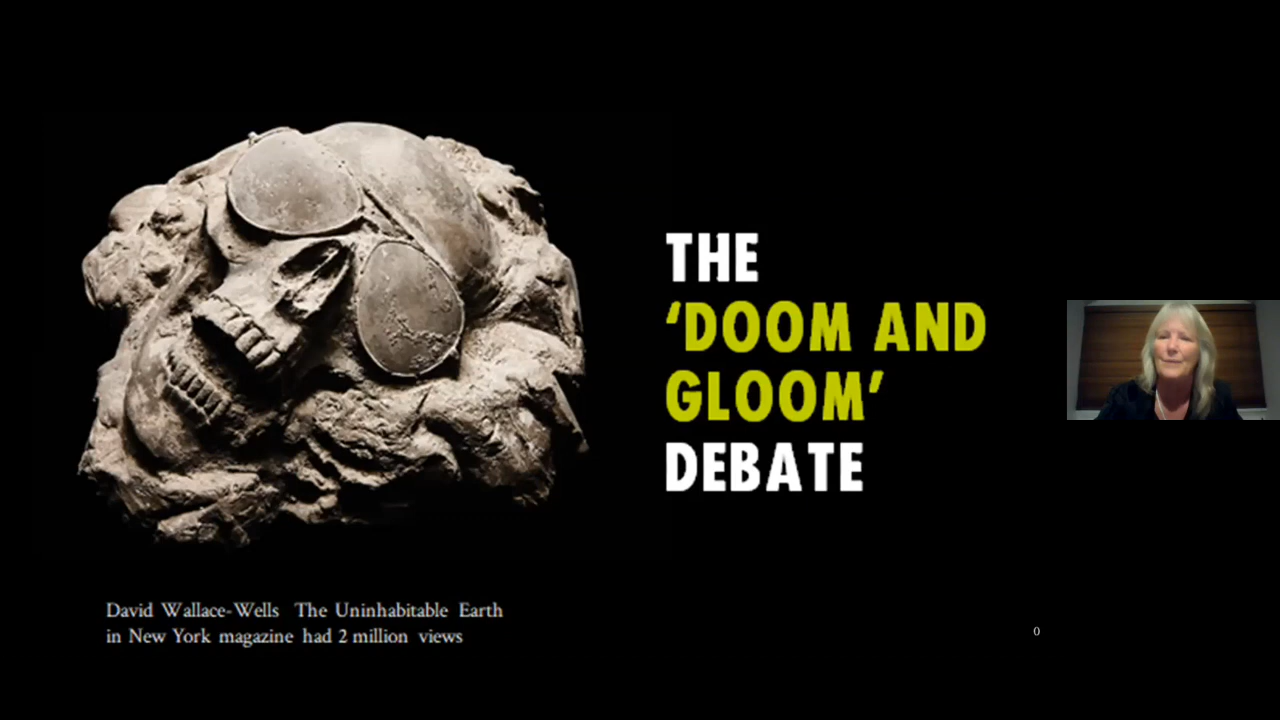 THE
‘DOOM AND
GLOOM’
DEBATE
David Wallace-Wells The Uninhabitable Earth
in New York magazine had 2 million views
0